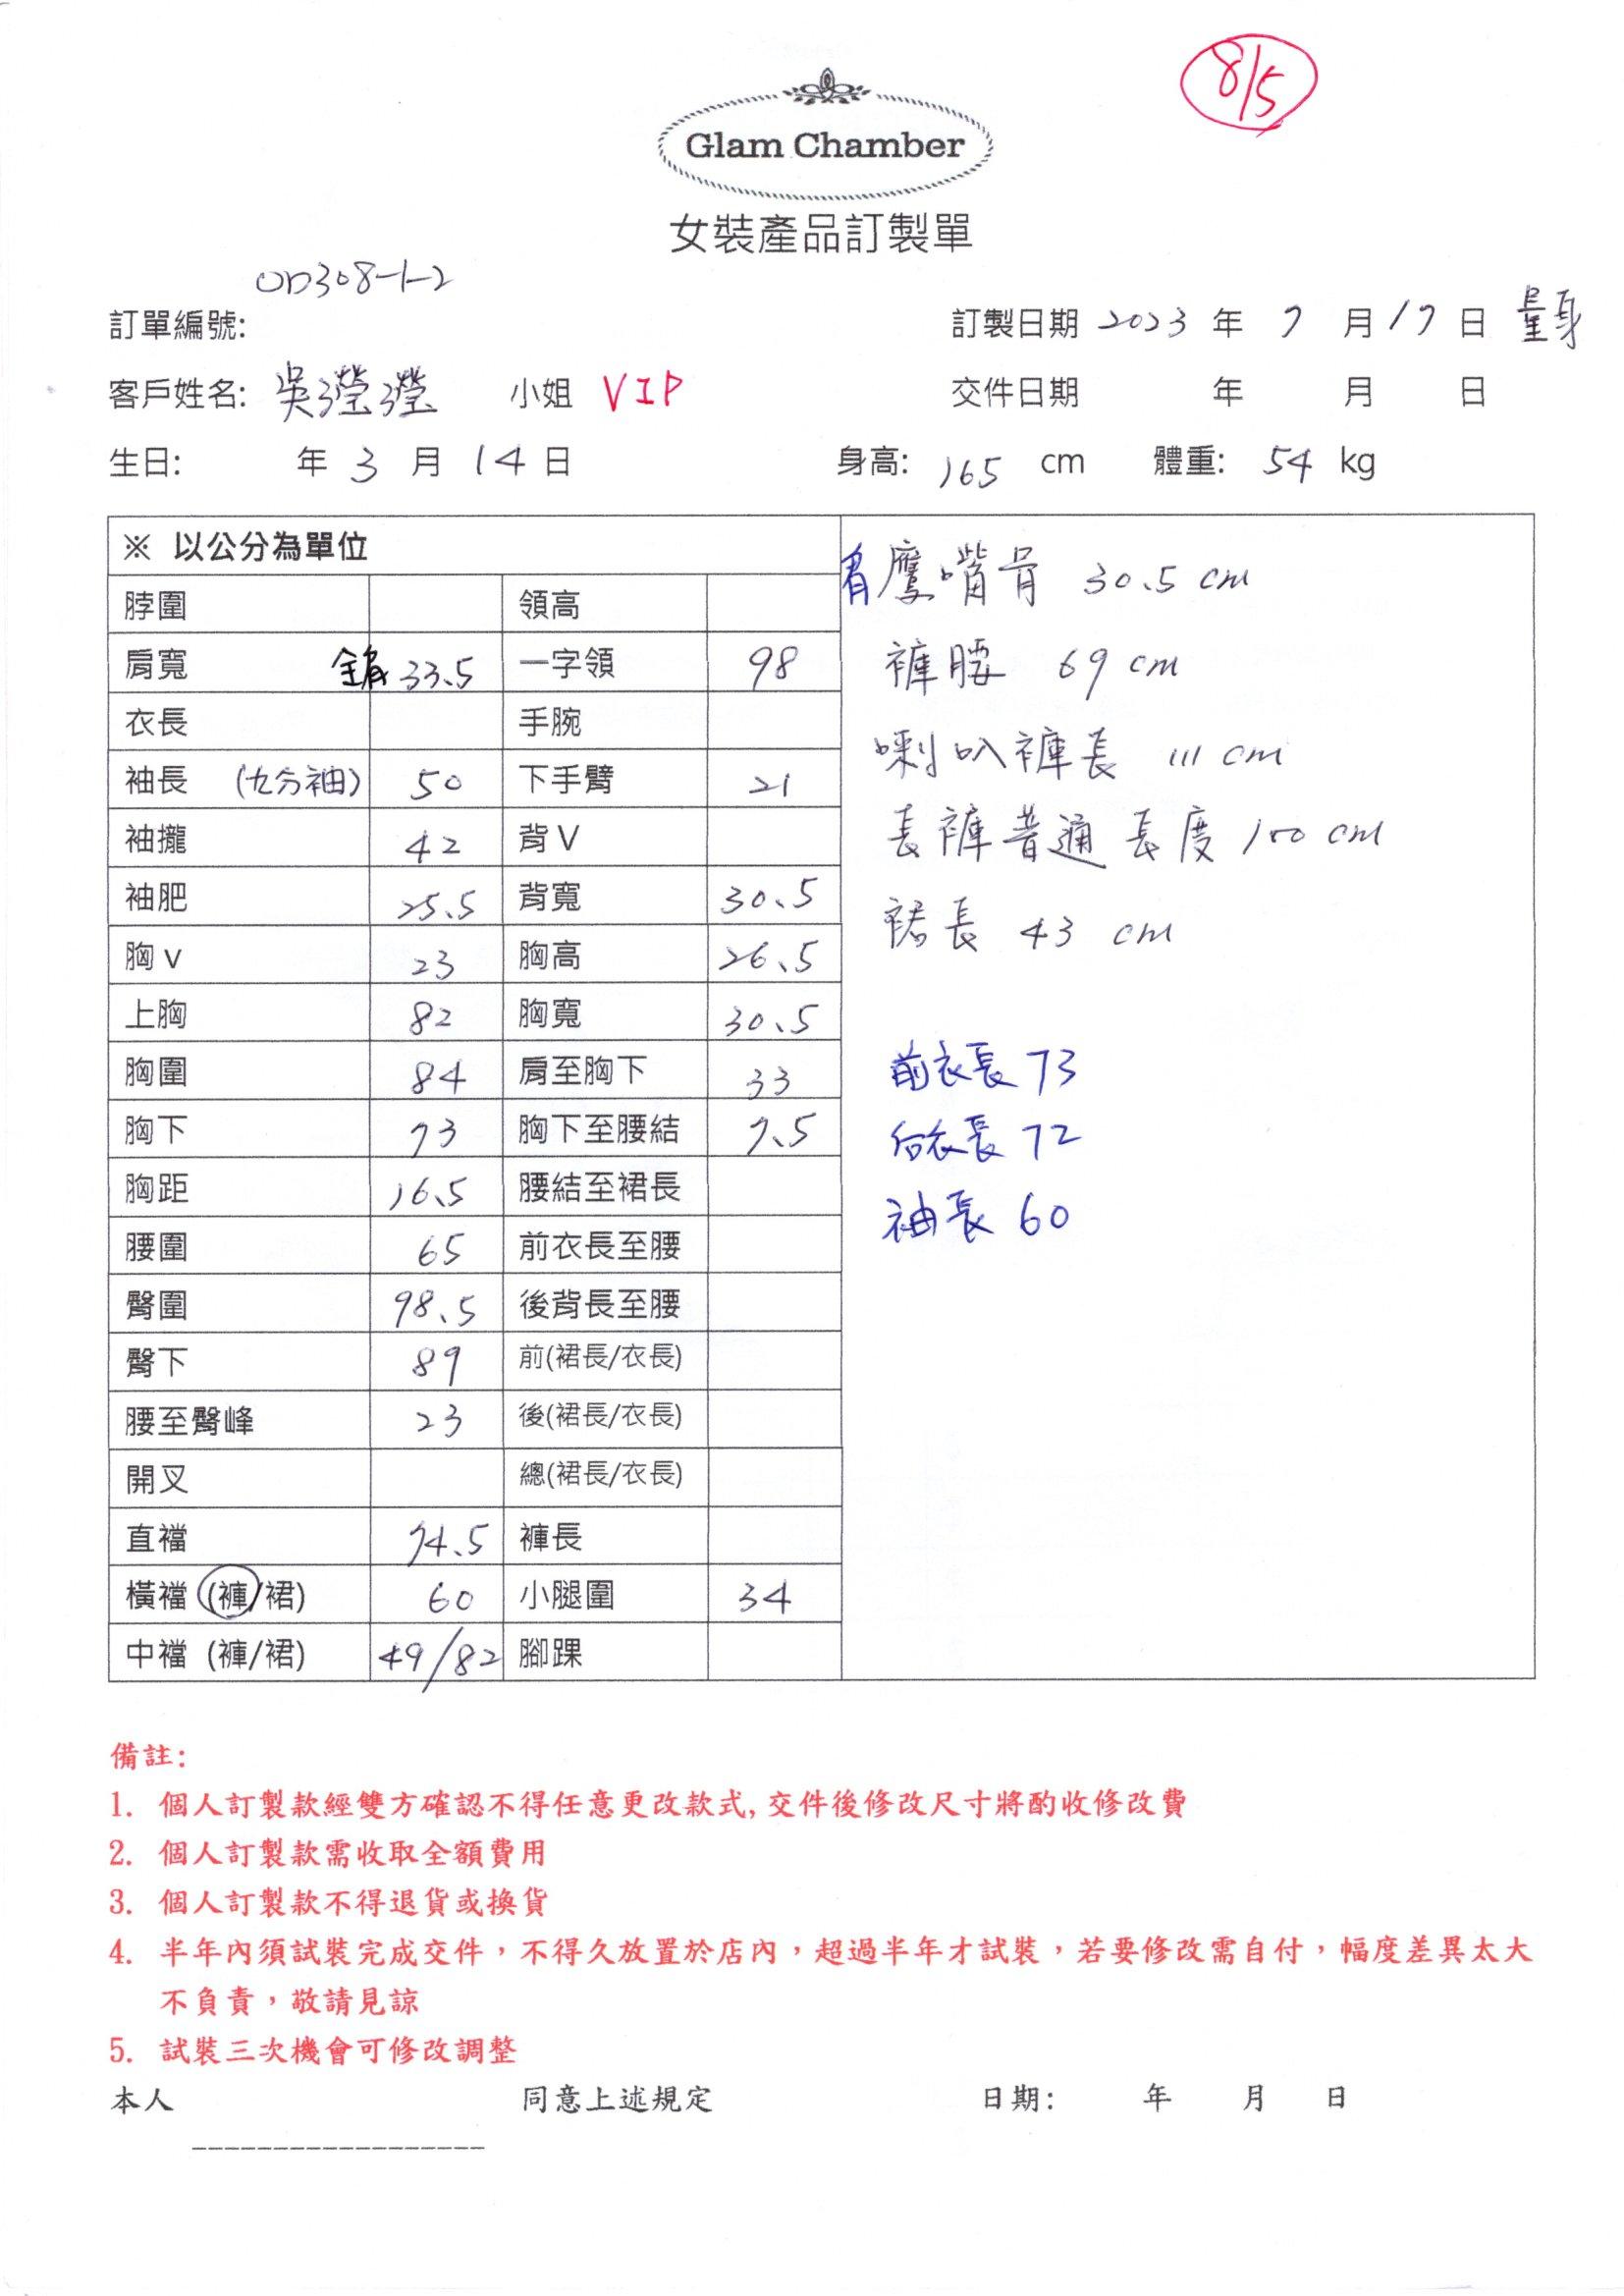 8/5
Glam Chamber
女裝產品訂製單
OD308-1-2
訂單編號: 訂製日期 2023 年 7 月 17 日 量身
客戶姓名: 吳瀅瀅 小姐 VIP 交件日期 年 月 日
生日: 年 3 月 14 日 身高: 165 cm 體重: 54 kg
※ 以公分為單位
脖圍 領高
肩寬 全肩 33.5 一字領 98
衣長 手腕
袖長 (九分袖) 50 下手臂 21
袖攏 42 背V
袖肥 25.5 背寬 30.5
胸v 23 胸高 26.5
上胸 82 胸寬 30.5
胸圍 84 肩至胸下 33
胸下 73 胸下至腰結 7.5
胸距 16.5 腰結至裙長
腰圍 65 前衣長至腰
臀圍 98.5 後背長至腰
臀下 89 前(裙長/衣長)
腰至臀峰 23 後(裙長/衣長)
開叉 總(裙長/衣長)
直襠 74.5 褲長
橫襠 (褲/裙) 60 小腿圍 34
中襠 (褲/裙) 49/82 腳踝
鷹嘴骨 30.5 cm
褲腰 69 cm
喇叭褲長 111 cm
長褲普通長度 100 cm
裙長 43 cm
前衣長 73
后衣長 72
袖長 60
備註:
1. 個人訂製款經雙方確認不得任意更改款式, 交件後修改尺寸將酌收修改費
2. 個人訂製款需收取全額費用
3. 個人訂製款不得退貨或換貨
4. 半年內須試裝完成交件，不得久放置於店內，超過半年才試裝，若要修改需自付，幅度差異太大
不負責，敬請見諒
5. 試裝三次機會可修改調整
本人 同意上述規定 日期: 年 月 日